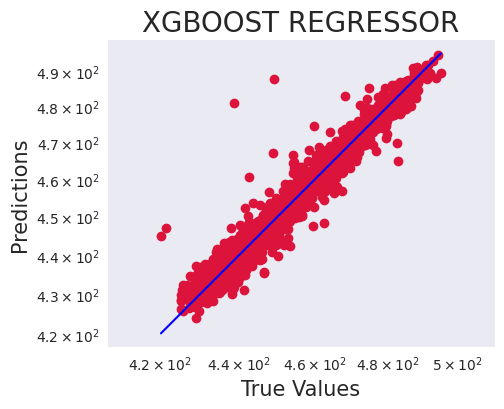 XGBOOST REGRESSOR
4.9 × 10²
4.8 × 10²
4.7 × 10²
4.6 × 10²
4.5 × 10²
4.4 × 10²
4.3 × 10²
4.2 × 10²
Predictions
4.2 × 10² 4.4 × 10² 4.6 × 10² 4.8 × 10² 5 × 10²
True Values